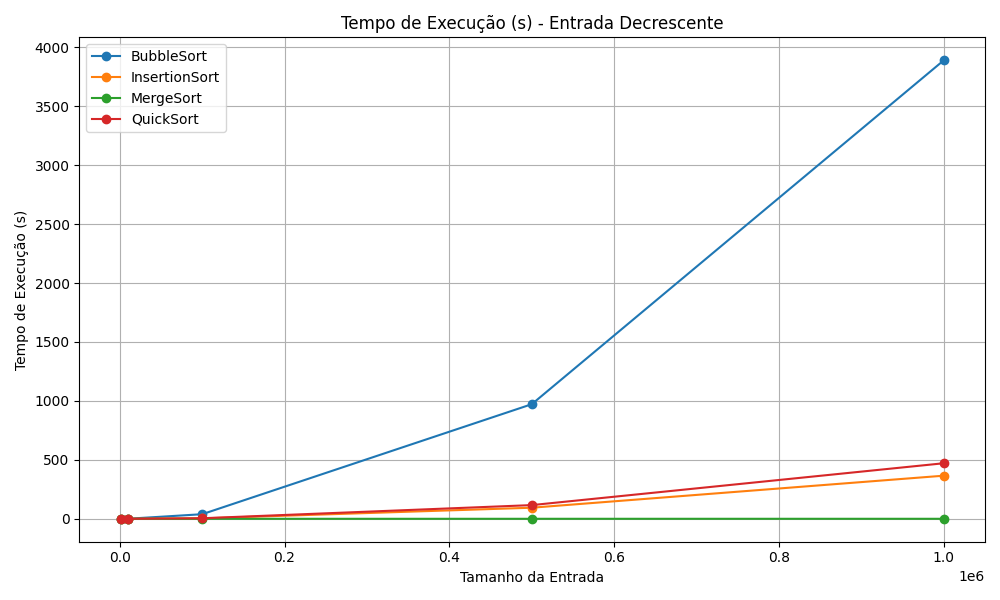 Tempo de Execução (s) - Entrada Decrescente
BubbleSort
InsertionSort
MergeSort
QuickSort
Tempo de Execução (s)
4000
3500
3000
2500
2000
1500
1000
500
0
0.0 0.2 0.4 0.6 0.8 1.0
1e6
Tamanho da Entrada